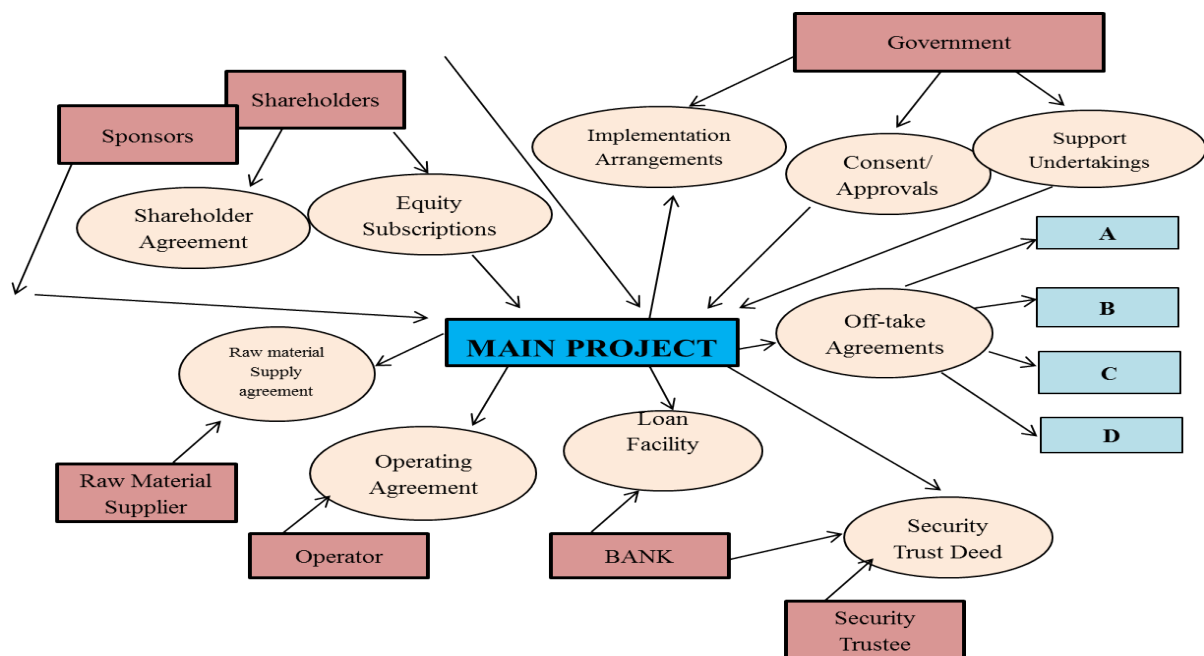 Government
Shareholders
Sponsors
Implementation
Arrangements
Consent/
Approvals
Support
Undertakings
Shareholder
Agreement
Equity
Subscriptions
A
B
C
D
Off-take
Agreements
MAIN PROJECT
Raw material
Supply
agreement
Loan
Facility
Operating
Agreement
Raw Material
Supplier
Operator
BANK
Security
Trust Deed
Security
Trustee